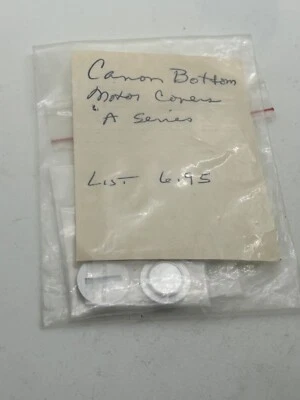 Canon Bottom
Motor Covers
"A Series
List 6.95